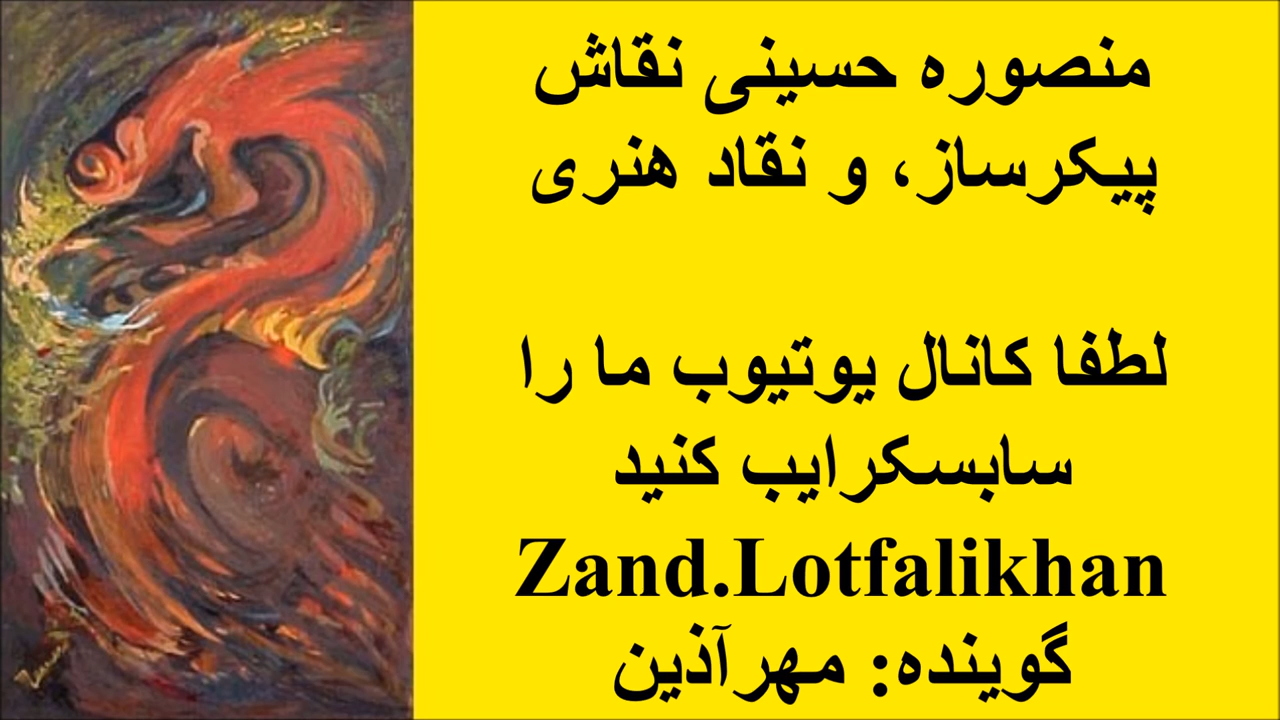 منصوره حسینی نقاش
پیکرساز، و نقاد هنری
لطفا کانال یوتیوب ما را
سابسکرایب کنید
Zand.Lotfalikhan
گوینده: مهرآذین